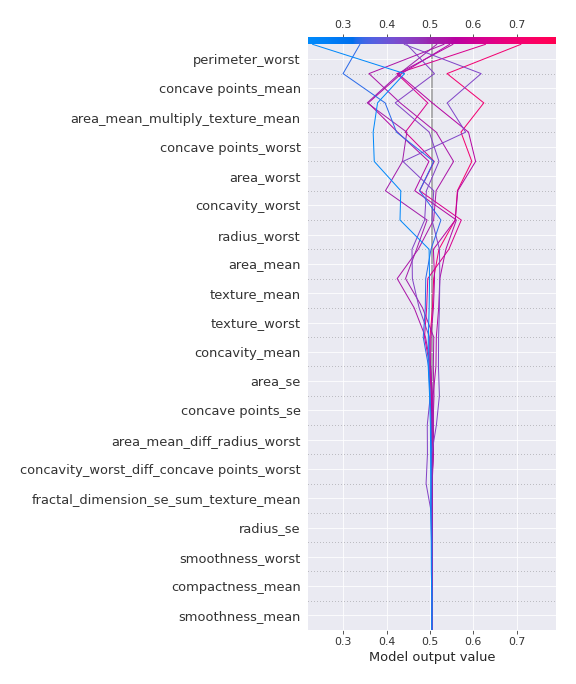 0.3 0.4 0.5 0.6 0.7
perimeter_worst
concave points_mean
area_mean_multiply_texture_mean
concave points_worst
area_worst
concavity_worst
radius_worst
area_mean
texture_mean
texture_worst
concavity_mean
area_se
concave points_se
area_mean_diff_radius_worst
concavity_worst_diff_concave points_worst
fractal_dimension_se_sum_texture_mean
radius_se
smoothness_worst
compactness_mean
smoothness_mean
0.3 0.4 0.5 0.6 0.7
Model output value